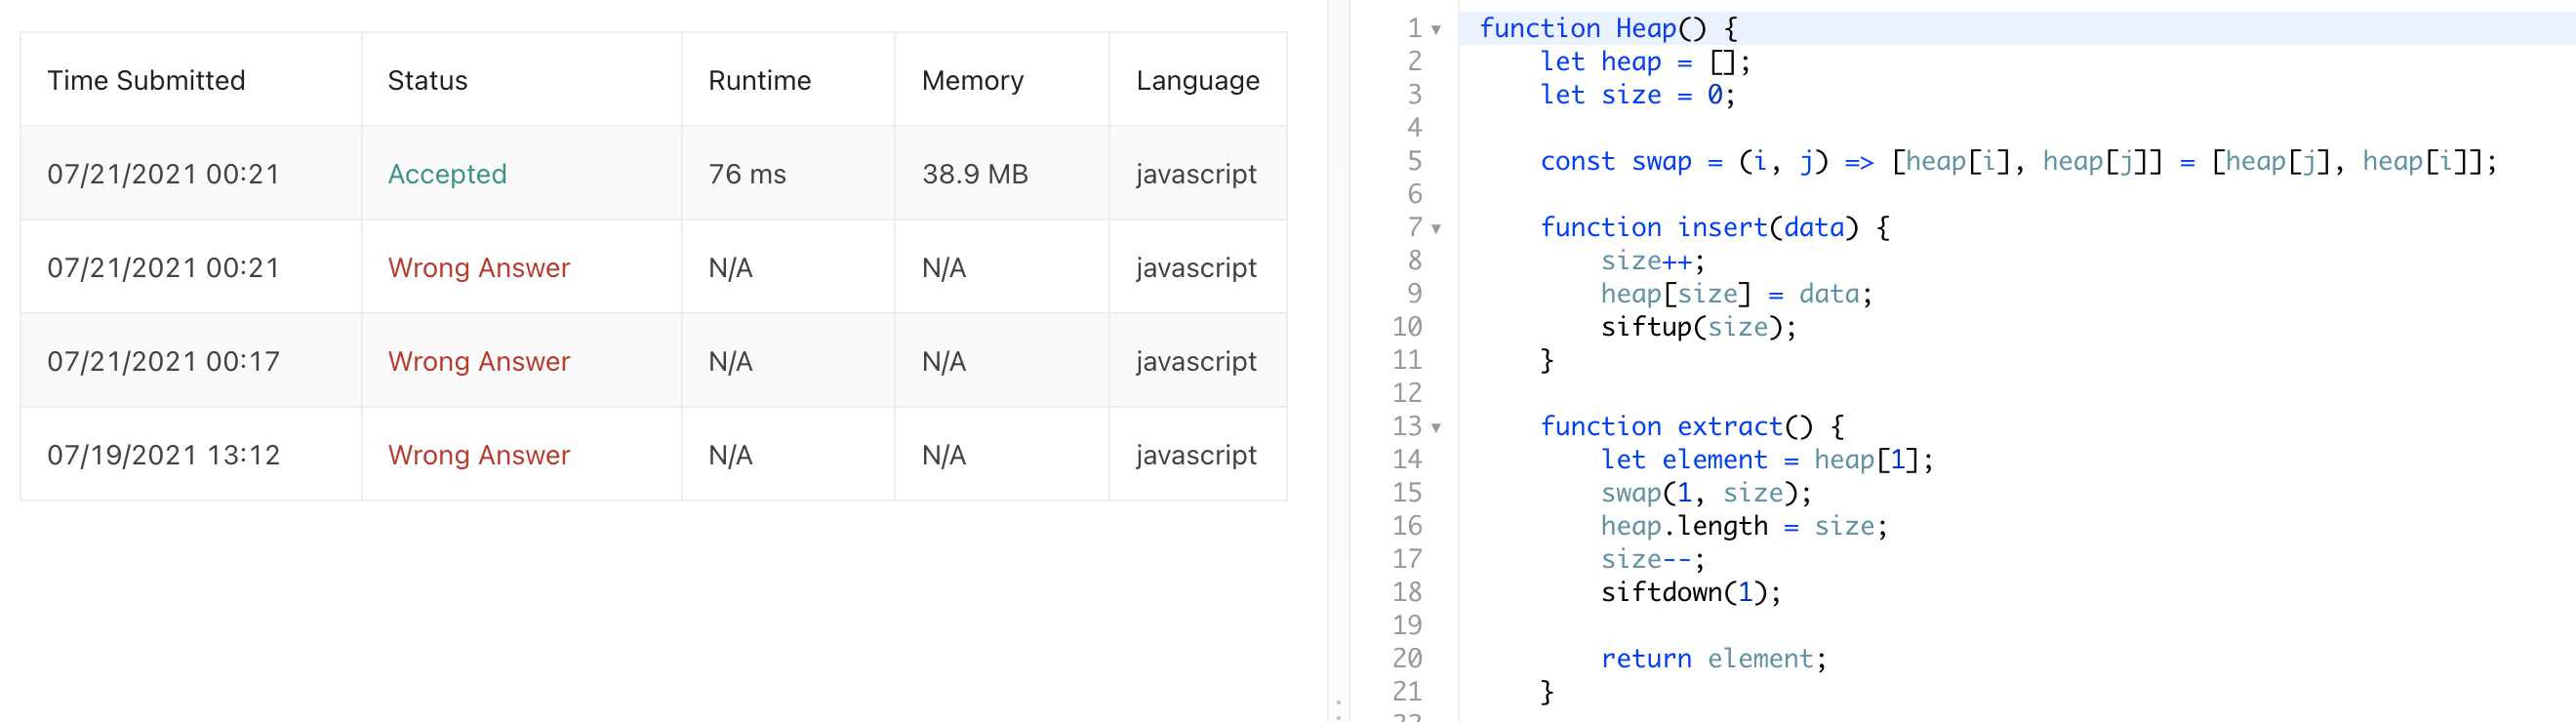 Time Submitted Status Runtime Memory Language
07/21/2021 00:21 Accepted 76 ms 38.9 MB javascript
07/21/2021 00:21 Wrong Answer N/A N/A javascript
07/21/2021 00:17 Wrong Answer N/A N/A javascript
07/19/2021 13:12 Wrong Answer N/A N/A javascript
1 function Heap() {
2 let heap = [];
3 let size = 0;
4
5 const swap = (i, j) => [heap[i], heap[j]] = [heap[j], heap[i]];
6
7 function insert(data) {
8 size++;
9 heap[size] = data;
10 siftup(size);
11 }
12
13 function extract() {
14 let element = heap[1];
15 swap(1, size);
16 heap.length = size;
17 size--;
18 siftdown(1);
19
20 return element;
21 }